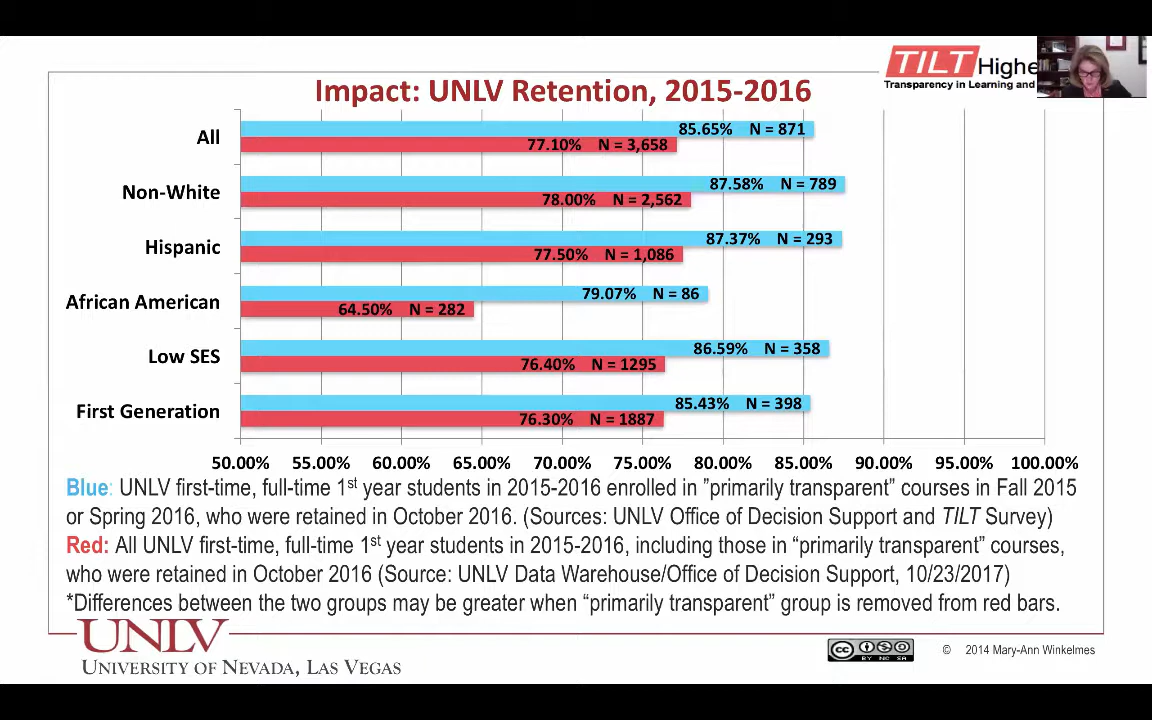 TILT Highe
Transparency in Learning and
Impact: UNLV Retention, 2015-2016
All
85.65% N = 871
77.10% N = 3,658
Non-White
87.58% N = 789
78.00% N = 2,562
Hispanic
87.37% N = 293
77.50% N = 1,086
African American
79.07% N = 86
64.50% N = 282
Low SES
86.59% N = 358
76.40% N = 1295
First Generation
85.43% N = 398
76.30% N = 1887
50.00% 55.00% 60.00% 65.00% 70.00% 75.00% 80.00% 85.00% 90.00% 95.00% 100.00%
Blue: UNLV first-time, full-time 1st year students in 2015-2016 enrolled in ”primarily transparent” courses in Fall 2015
or Spring 2016, who were retained in October 2016. (Sources: UNLV Office of Decision Support and TILT Survey)
Red: All UNLV first-time, full-time 1st year students in 2015-2016, including those in “primarily transparent” courses,
who were retained in October 2016 (Source: UNLV Data Warehouse/Office of Decision Support, 10/23/2017)
*Differences between the two groups may be greater when “primarily transparent” group is removed from red bars.
UNLV
UNIVERSITY OF NEVADA, LAS VEGAS
cc BY NC SA
© 2014 Mary-Ann Winkelmes